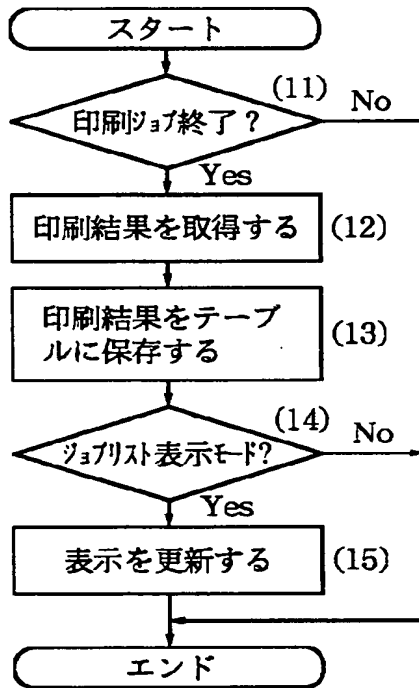 スタート
(11)
印刷ジョブ終了？
No
Yes
印刷結果を取得する
(12)
印刷結果をテーブ
ルに保存する
(13)
(14)
ジョブリスト表示モード?
No
Yes
表示を更新する
(15)
エンド